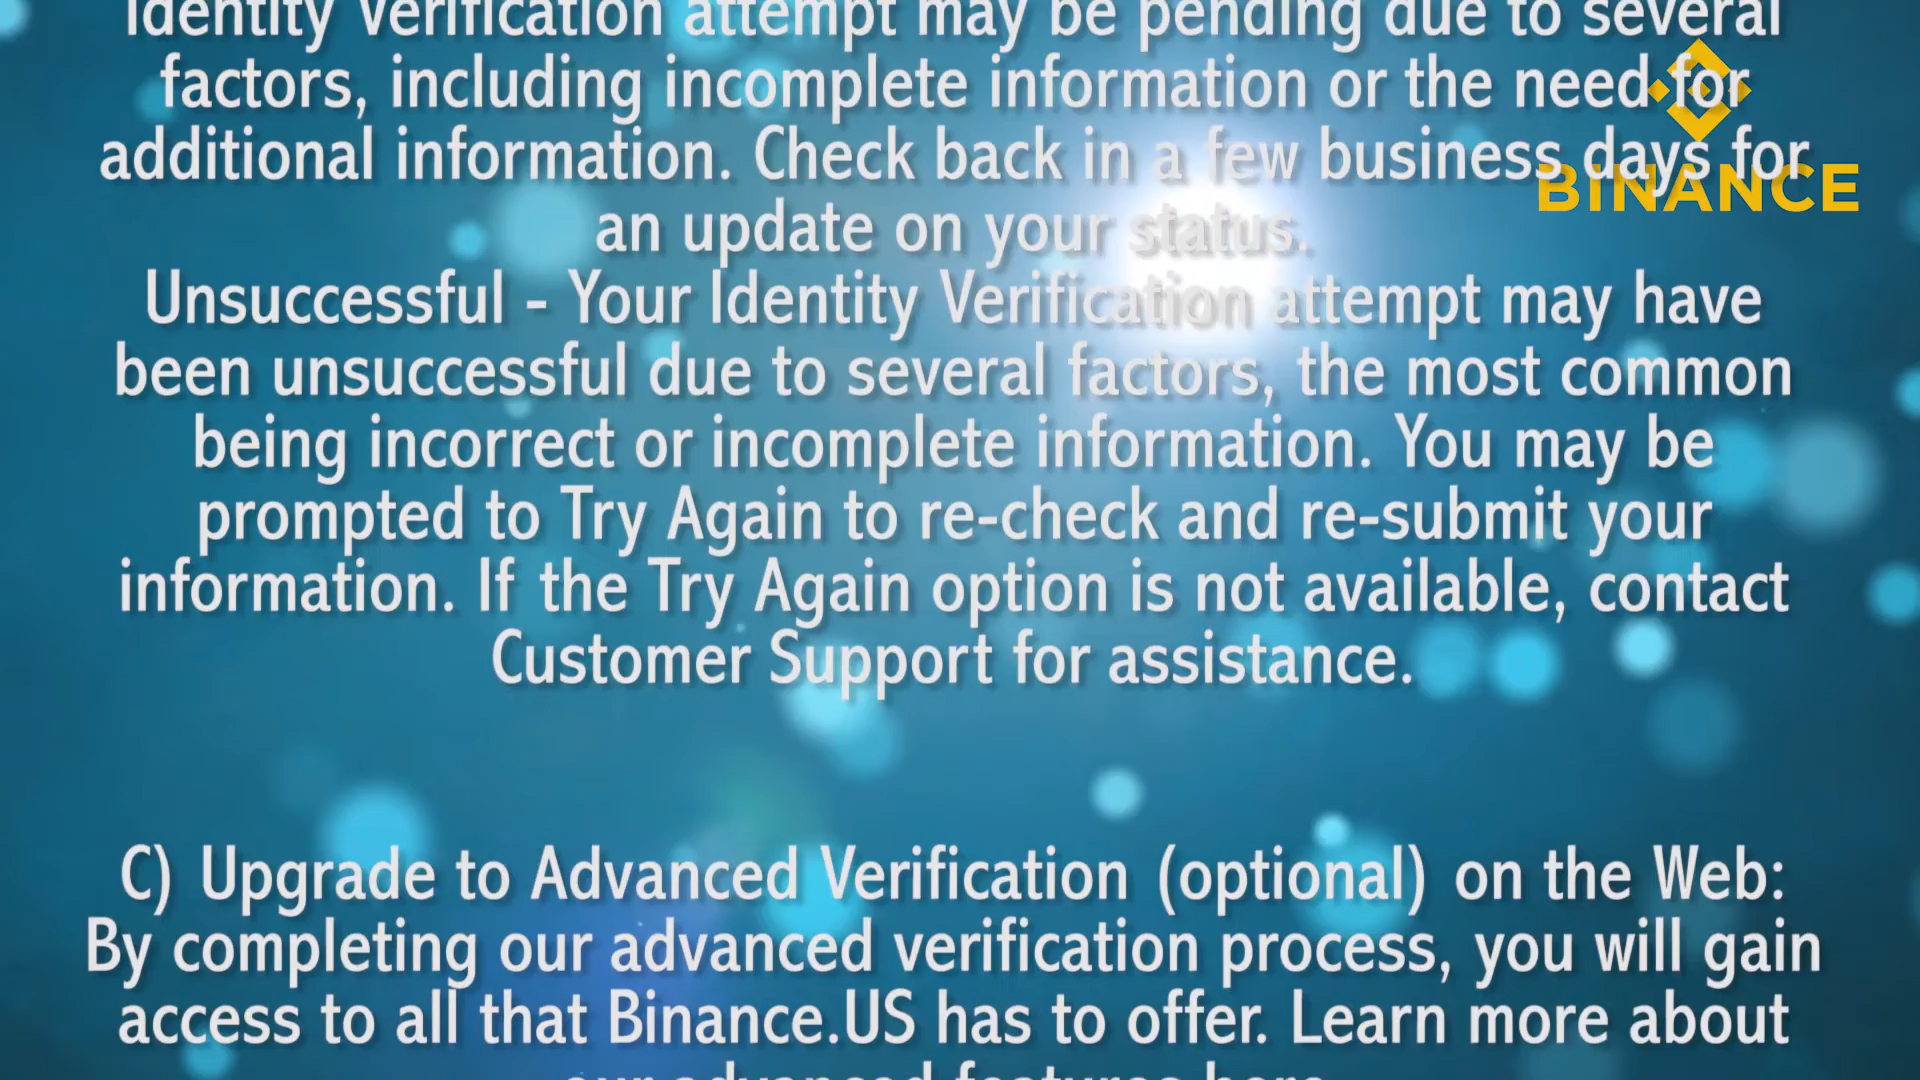 Identity Verification attempt may be pending due to several
factors, including incomplete information or the need for
additional information. Check back in a few business days for
an update on your status.
Unsuccessful - Your Identity Verification attempt may have
been unsuccessful due to several factors, the most common
being incorrect or incomplete information. You may be
prompted to Try Again to re-check and re-submit your
information. If the Try Again option is not available, contact
Customer Support for assistance.
C) Upgrade to Advanced Verification (optional) on the Web:
By completing our advanced verification process, you will gain
access to all that Binance.US has to offer. Learn more about
our advanced features here
BINANCE